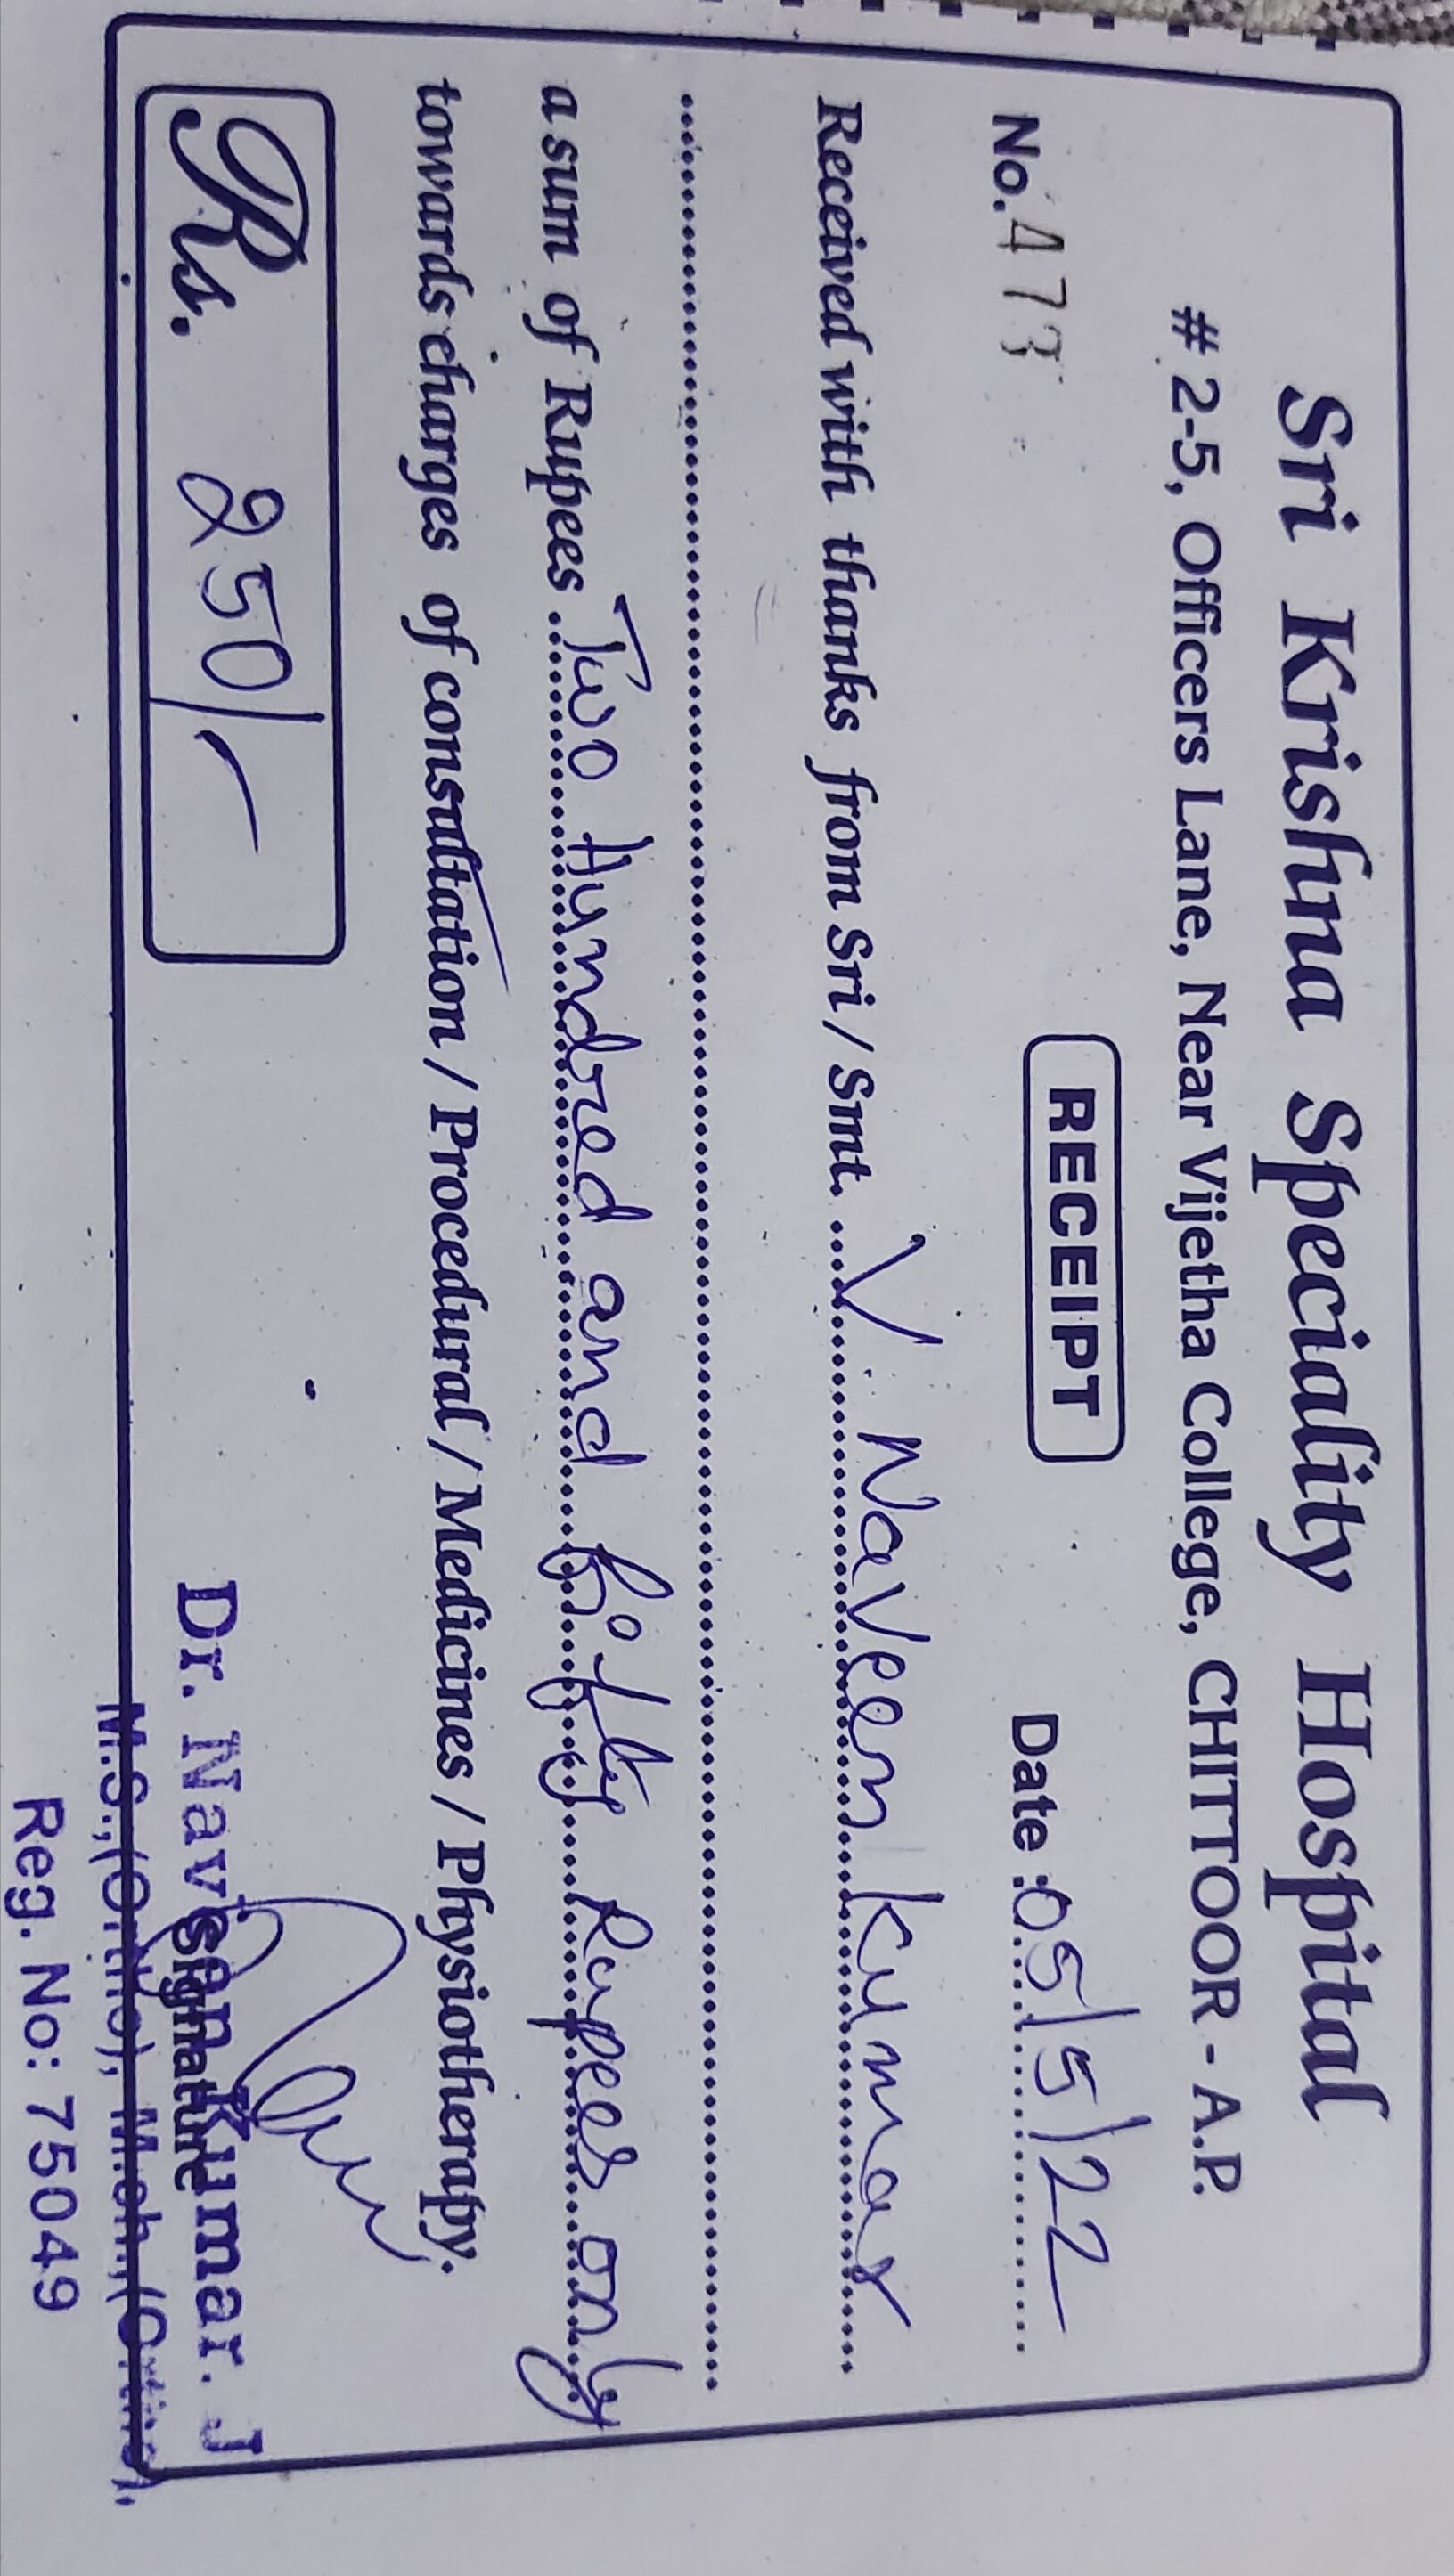 Sri Krishna Speciality Hospital
# 2-5, Officers Lane, Near Vijetha College, CHITTOOR - A.P.
RECEIPT
No. 473 Date : 05/5/22
Received with thanks from Sri / Smt. V. Naveen Kumar
a sum of Rupees Two Hundred and fifty Rupees only
towards charges of consultation / Procedural / Medicines / Physiotherapy.
Rs. 250/-
Dr. Naveen Kumar. J
Signature
M.S.,(Ortho), M.ch.,(Ortho).
Reg. No: 75049